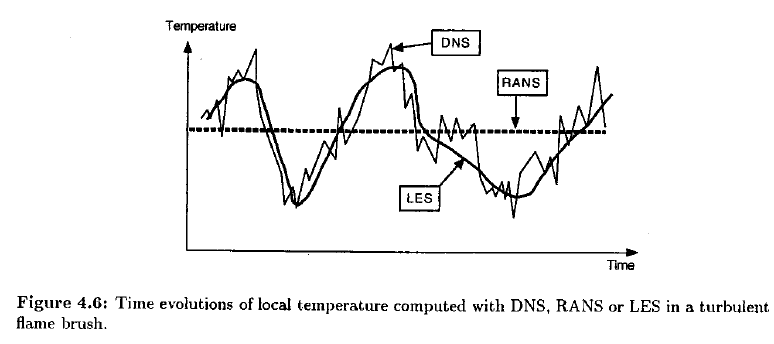 Temperature
DNS
RANS
LES
Time
Figure 4.6: Time evolutions of local temperature computed with DNS, RANS or LES in a turbulent
flame brush.